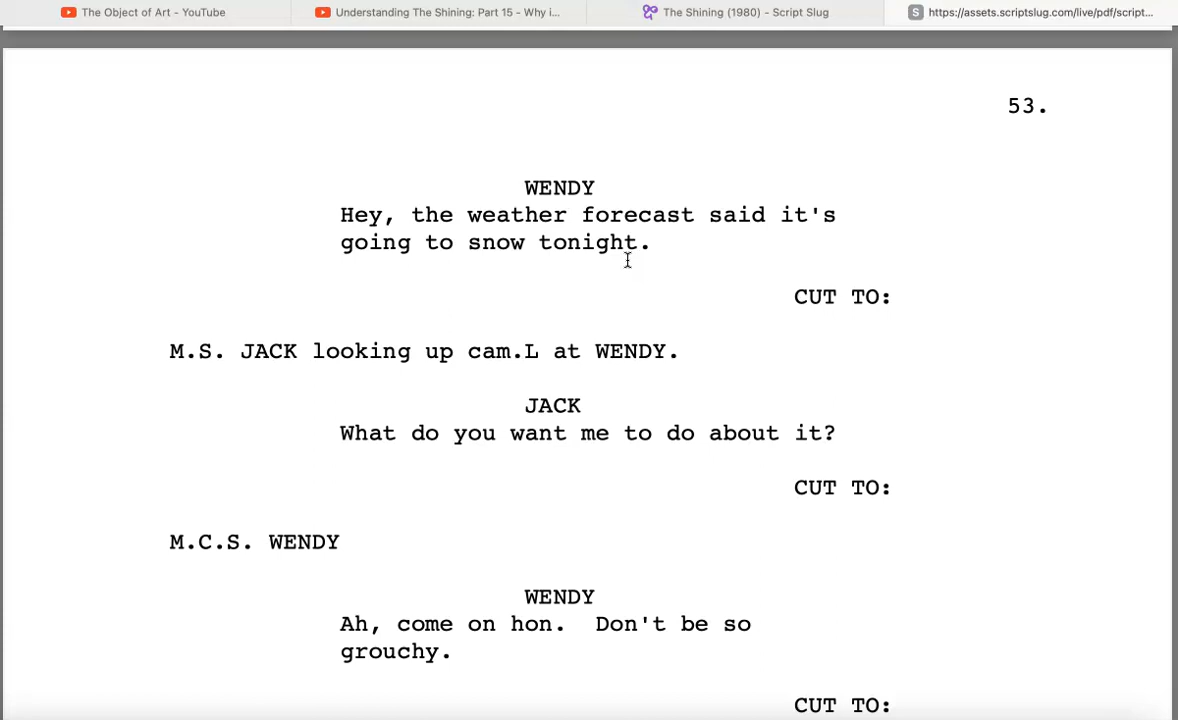 The Object of Art - YouTube
Understanding The Shining: Part 15 - Why i...
The Shining (1980) - Script Slug
S https://assets.scriptslug.com/live/pdf/script...
53.
WENDY
Hey, the weather forecast said it's
going to snow tonight.
CUT TO:
M.S. JACK looking up cam.L at WENDY.
JACK
What do you want me to do about it?
CUT TO:
M.C.S. WENDY
WENDY
Ah, come on hon.  Don't be so
grouchy.
CUT TO: